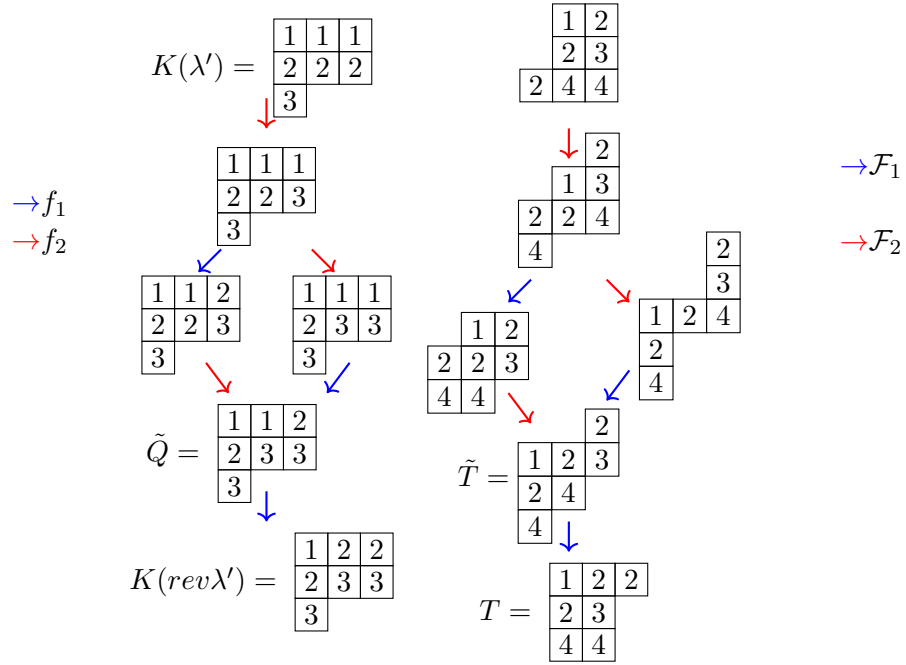 K(λ′) =
1 1 1
2 2 2
3
1 2
2 3
2 4 4
1 1 1
2 2 3
3
2
1 3
2 2 4
4
→f₁
→f₂
→ℱ₁
→ℱ₂
1 1 2
2 2 3
3
1 1 1
2 3 3
3
1 2
2 2 3
4 4
2
3
1 2 4
2
4
Q̃ =
1 1 2
2 3 3
3
T̃ =
2
1 2 3
2 4
4
K(revλ′) =
1 2 2
2 3 3
3
T =
1 2 2
2 3
4 4